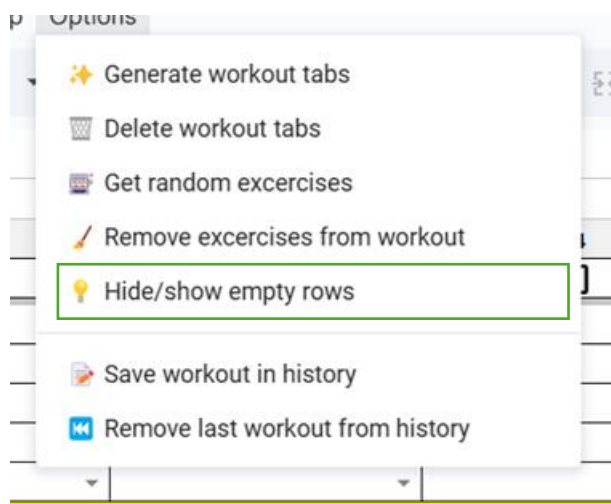 Options
✨ Generate workout tabs
🗑️ Delete workout tabs
🎰 Get random excercises
🧹 Remove excercises from workout
💡 Hide/show empty rows
📝 Save workout in history
⏮️ Remove last workout from history